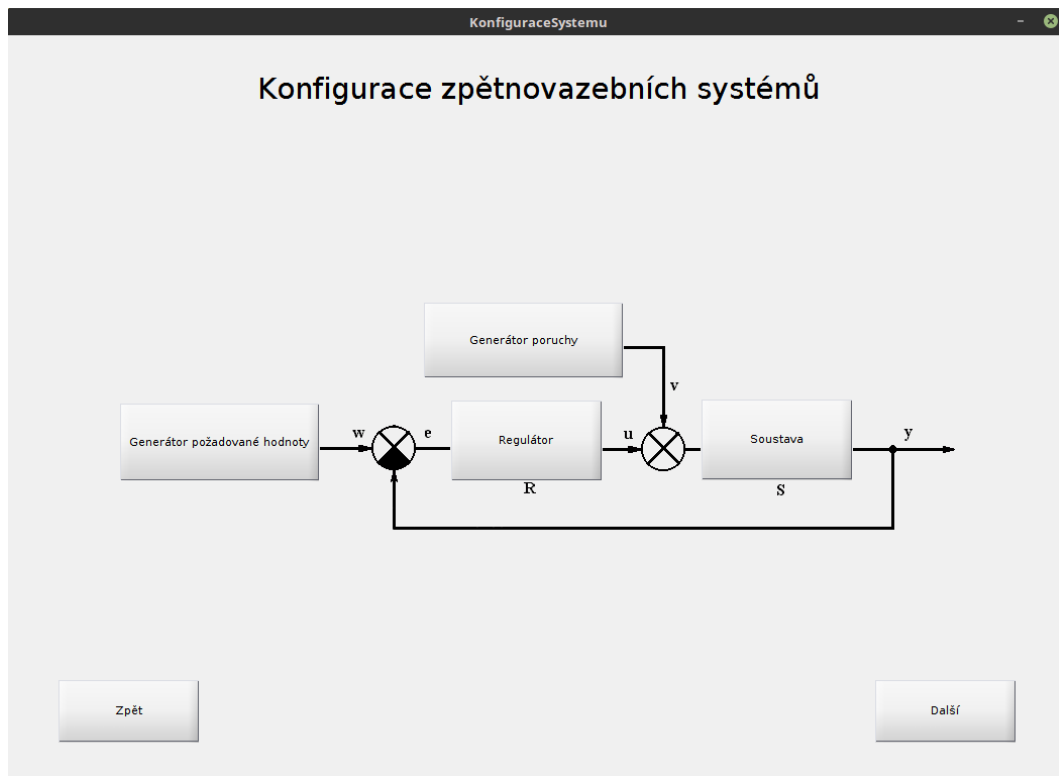 KonfiguraceSystemu
Konfigurace zpětnovazebních systémů
Generátor poruchy
v
Generátor požadované hodnoty
w
e
Regulátor
u
Soustava
y
R
S
Zpět
Další